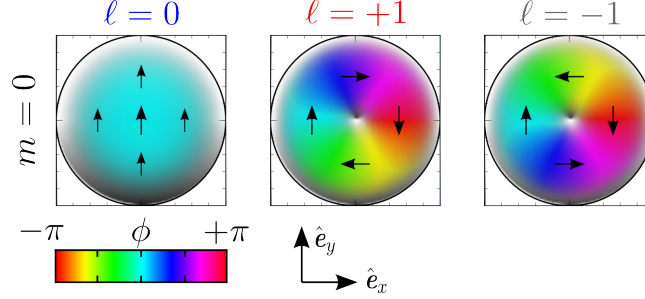 ℓ = 0 ℓ = +1 ℓ = −1
m = 0
−π ϕ +π
ê_y
ê_x